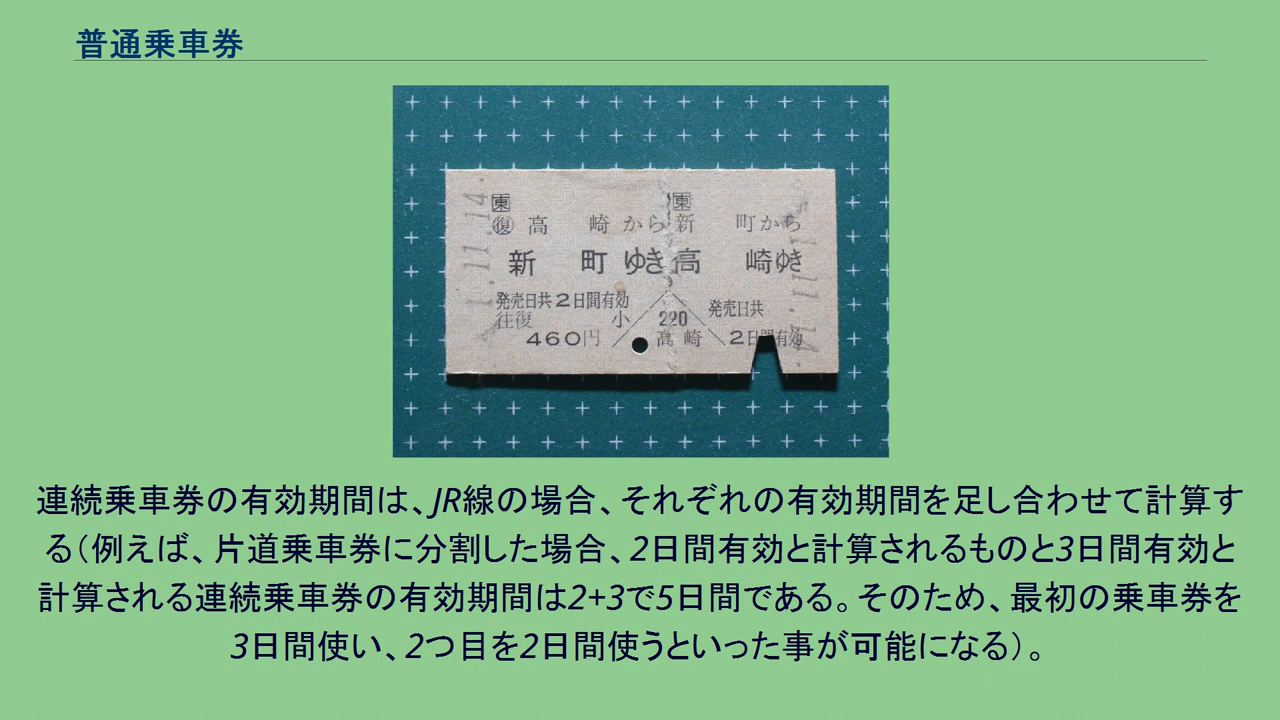 普通乗車券
東 東
復 高 崎 から 新 町から
新 町 ゆき 高 崎 ゆき
発売日共2日間有効 発売日共
往復 小 220
460円 高 崎 2日間有効
連続乗車券の有効期間は、JR線の場合、それぞれの有効期間を足し合わせて計算す
る（例えば、片道乗車券に分割した場合、2日間有効と計算されるものと3日間有効と
計算される連続乗車券の有効期間は2+3で5日間である。そのため、最初の乗車券を
3日間使い、2つ目を2日間使うといった事が可能になる）。